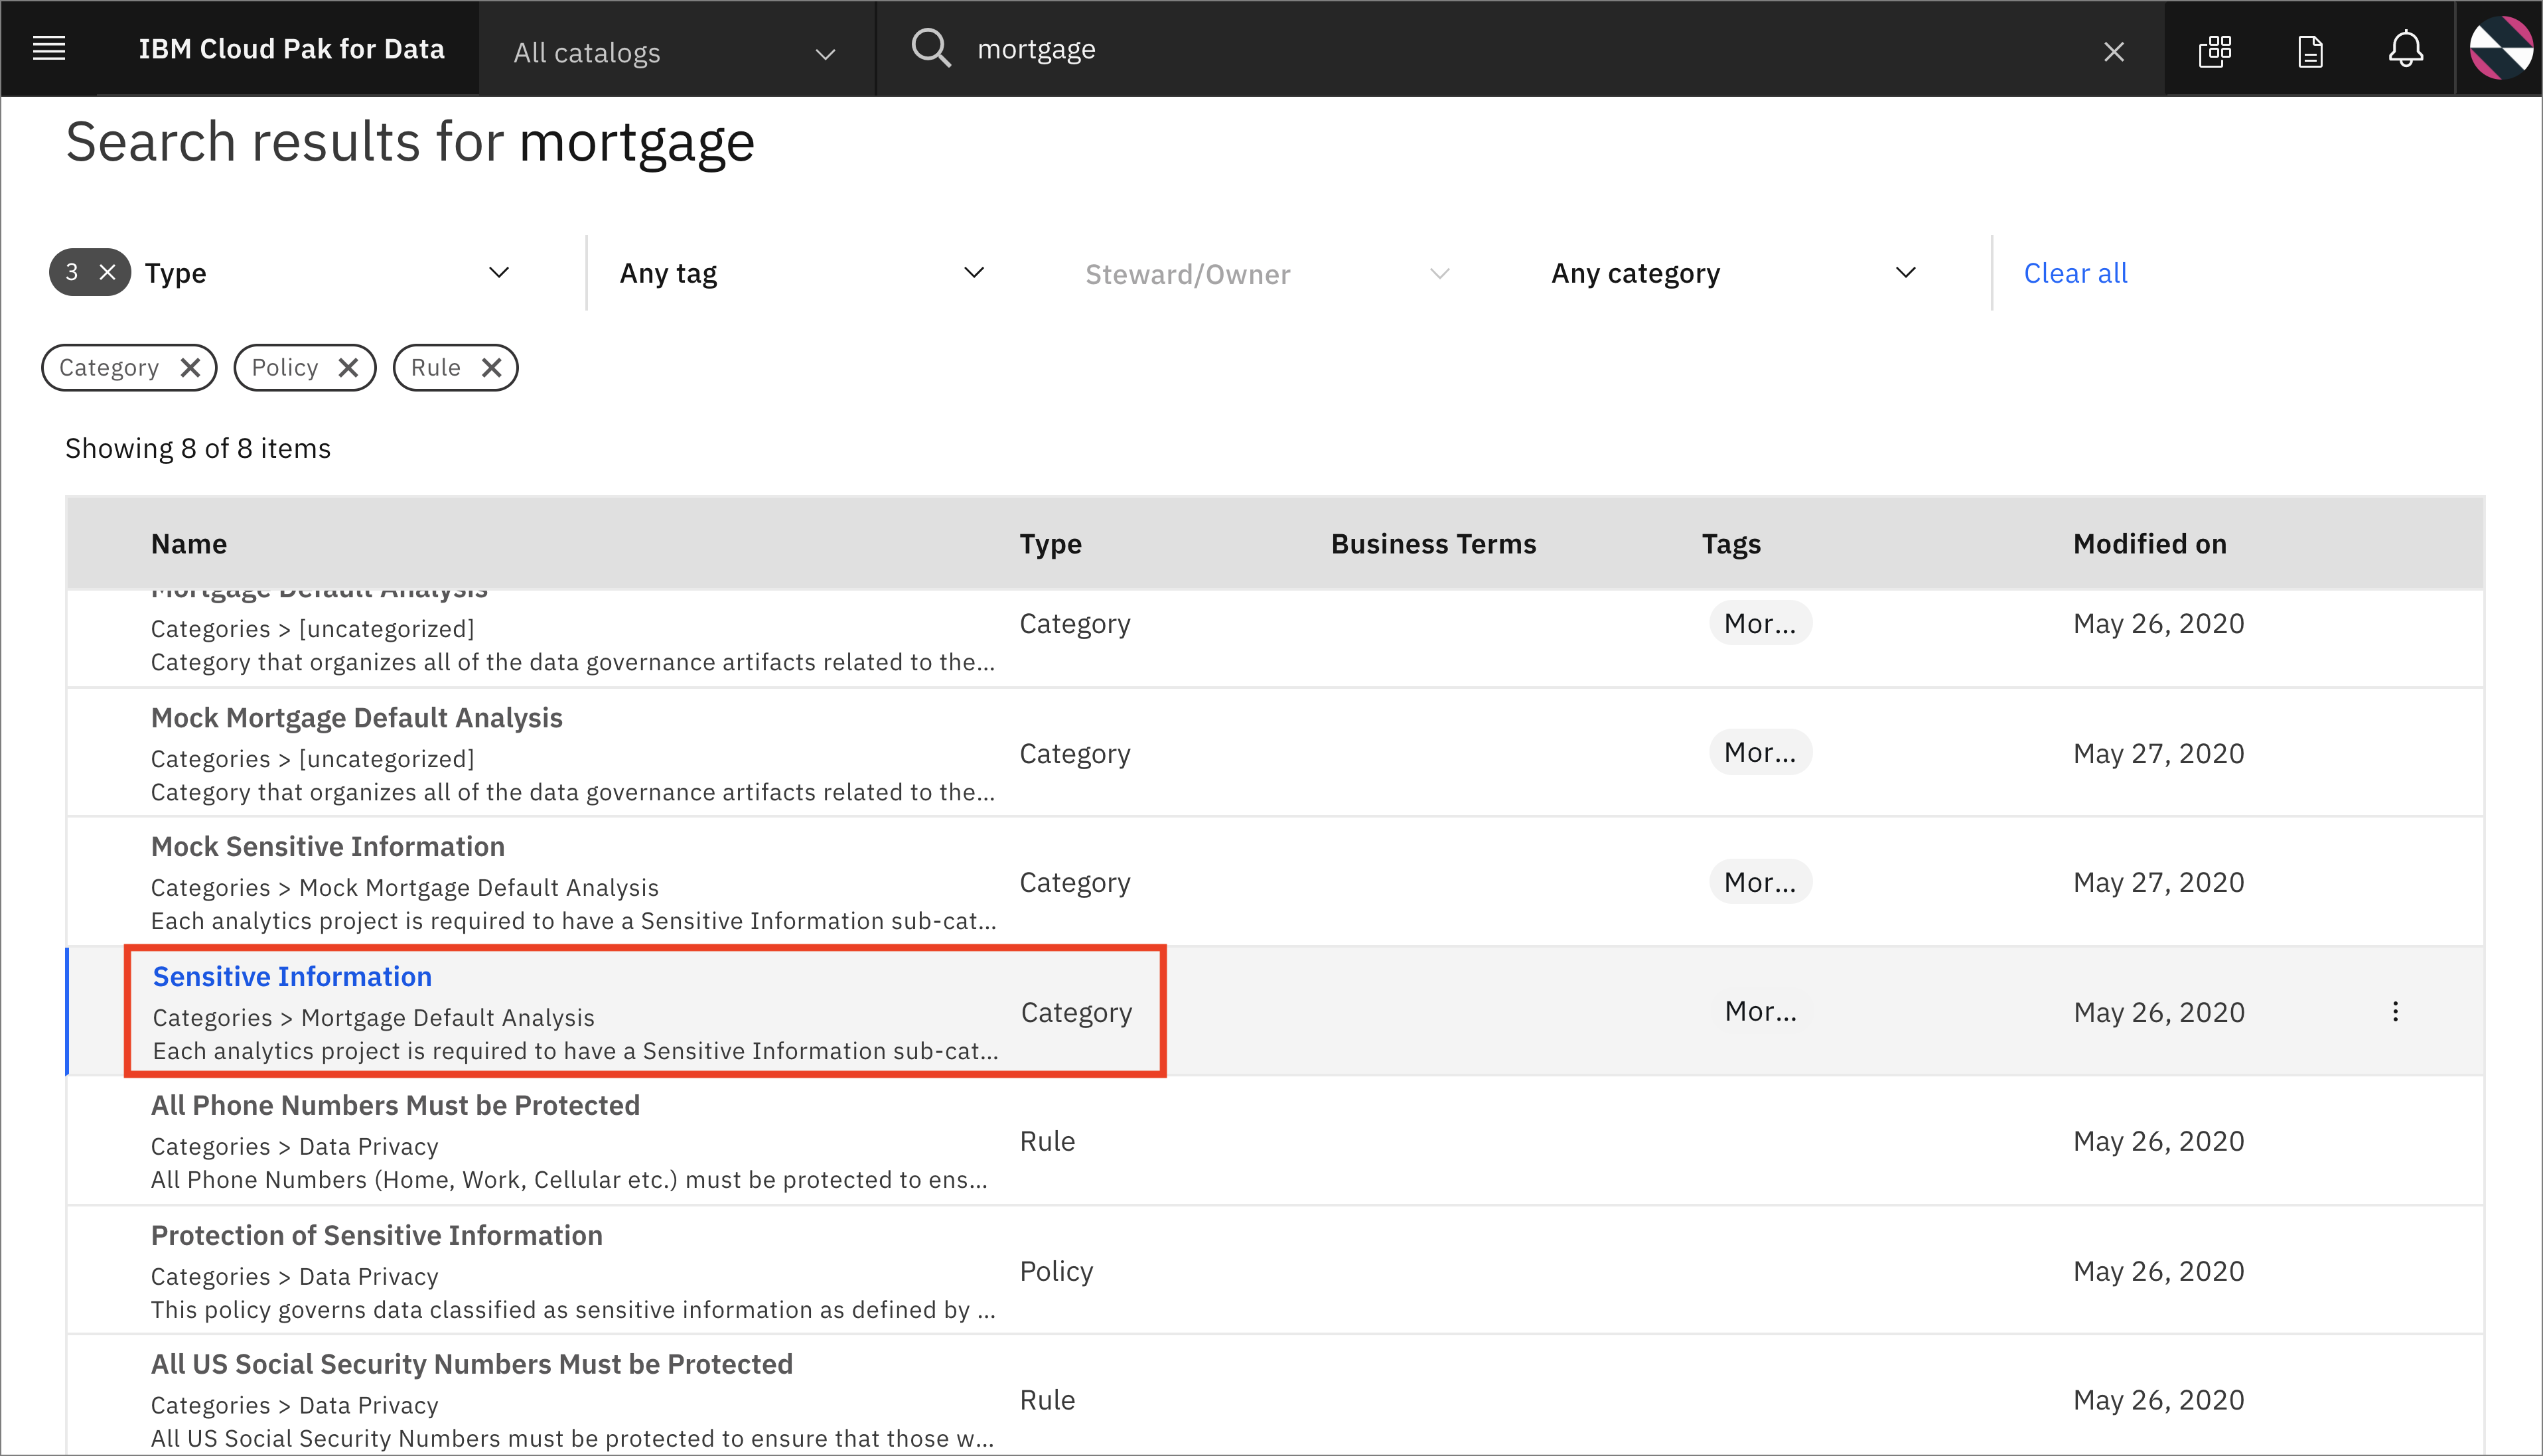 IBM Cloud Pak for Data
All catalogs
mortgage
Search results for mortgage
3 Type
Any tag
Steward/Owner
Any category
Clear all
Category
Policy
Rule
Showing 8 of 8 items
Name Type Business Terms Tags Modified on
Mortgage Default Analysis
Categories > [uncategorized]
Category that organizes all of the data governance artifacts related to the...
Category Mor... May 26, 2020
Mock Mortgage Default Analysis
Categories > [uncategorized]
Category that organizes all of the data governance artifacts related to the...
Category Mor... May 27, 2020
Mock Sensitive Information
Categories > Mock Mortgage Default Analysis
Each analytics project is required to have a Sensitive Information sub-cat...
Category Mor... May 27, 2020
Sensitive Information
Categories > Mortgage Default Analysis
Each analytics project is required to have a Sensitive Information sub-cat...
Category Mor... May 26, 2020
All Phone Numbers Must be Protected
Categories > Data Privacy
All Phone Numbers (Home, Work, Cellular etc.) must be protected to ens...
Rule May 26, 2020
Protection of Sensitive Information
Categories > Data Privacy
This policy governs data classified as sensitive information as defined by ...
Policy May 26, 2020
All US Social Security Numbers Must be Protected
Categories > Data Privacy
All US Social Security Numbers must be protected to ensure that those w...
Rule May 26, 2020